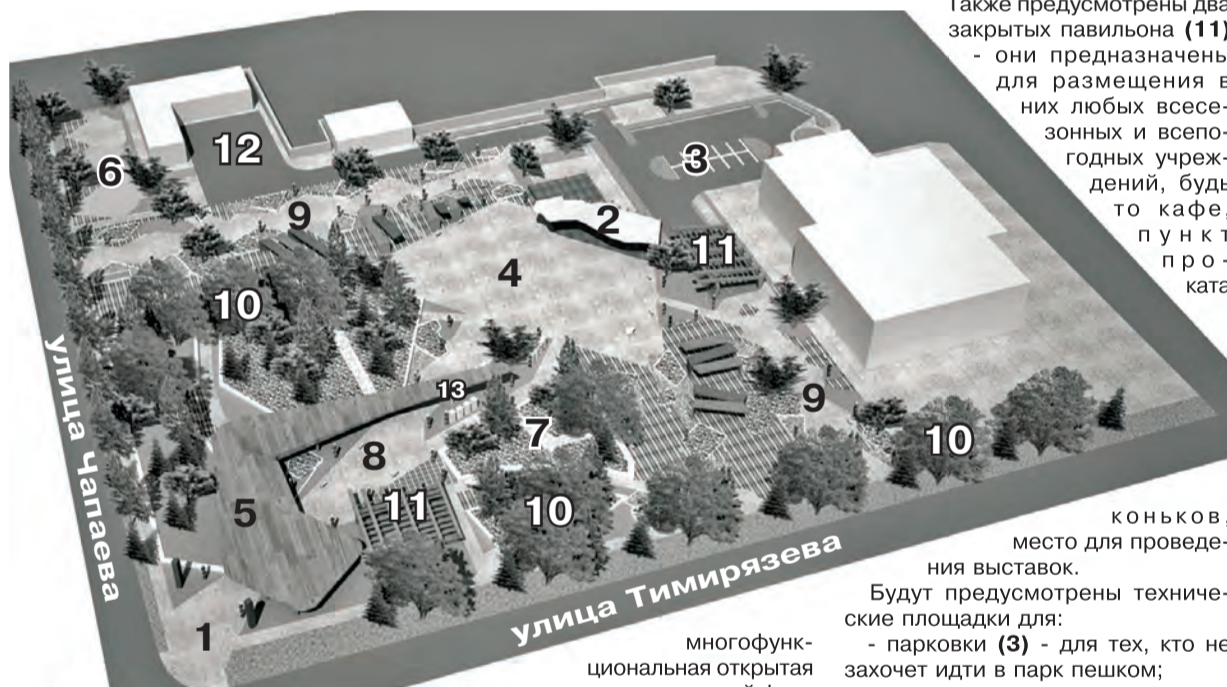 Также предусмотрены два
закрытых павильона (11)
- они предназначены
для размещения в
них любых всесе-
зонных и всепо-
годных учреж-
дений, будь
то кафе,
пункт
про-
ката
коньков,
место для проведе-
ния выставок.
Будут предусмотрены техниче-
ские площадки для:
- парковки (3) - для тех, кто не
захочет идти в парк пешком;
многофунк-
циональная открытая
улица Чапаева
улица Тимирязева
6
12
3
9
2
11
4
10
13
9
7
8
10
5
11
10
1